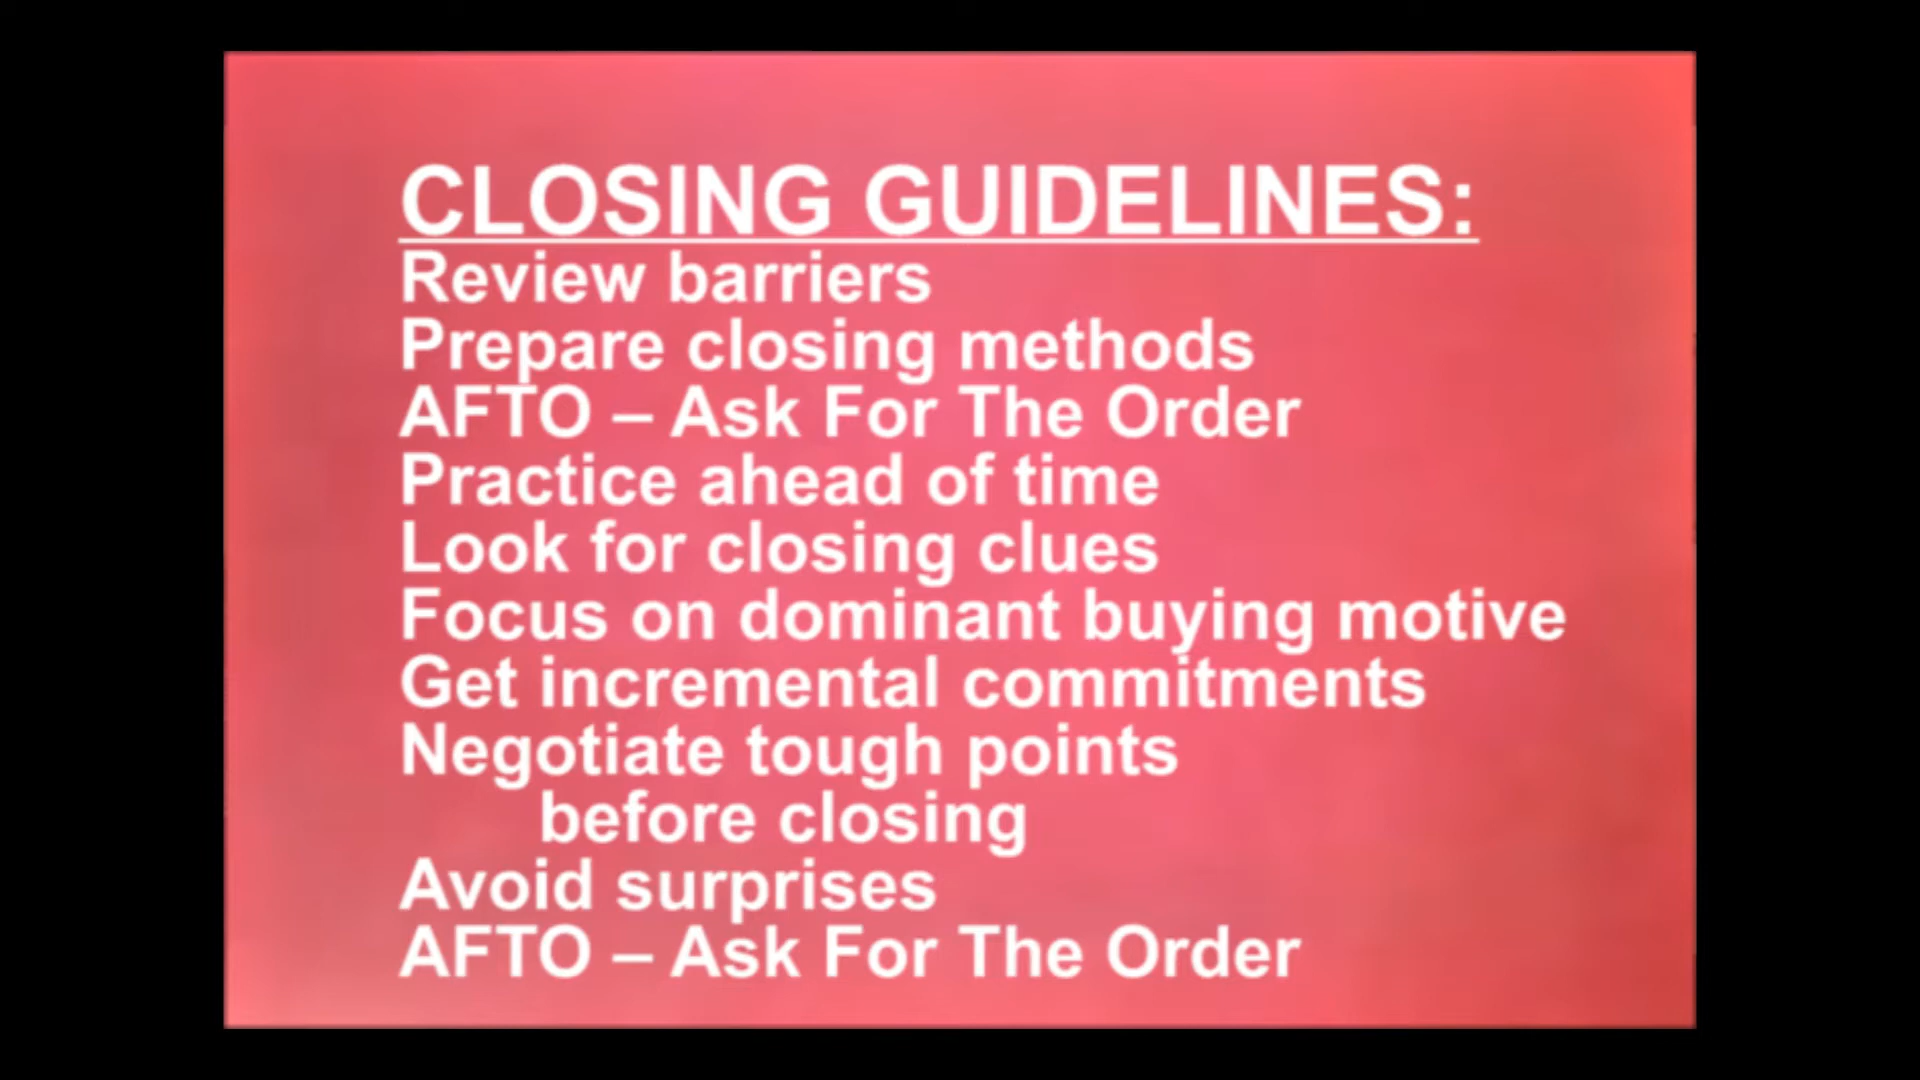 CLOSING GUIDELINES:
Review barriers
Prepare closing methods
AFTO – Ask For The Order
Practice ahead of time
Look for closing clues
Focus on dominant buying motive
Get incremental commitments
Negotiate tough points
before closing
Avoid surprises
AFTO – Ask For The Order